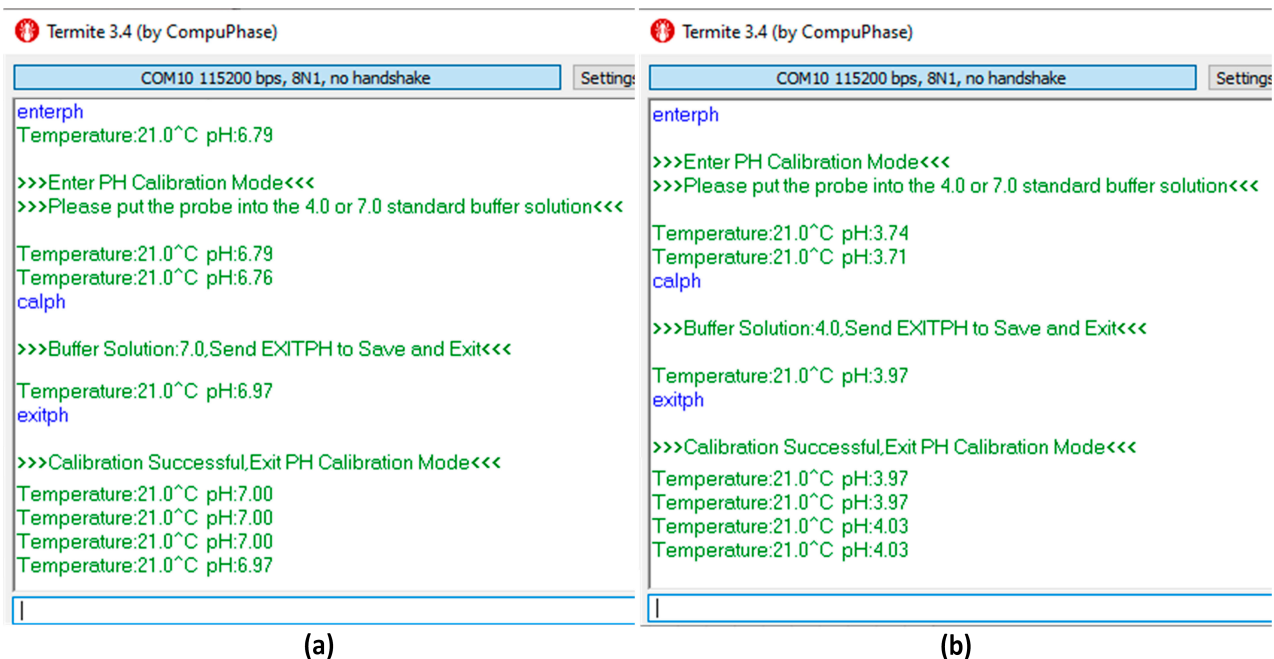 Termite 3.4 (by CompuPhase)
COM10 115200 bps, 8N1, no handshake
Settings
enterph
Temperature:21.0^C pH:6.79
>>>Enter PH Calibration Mode<<<
>>>Please put the probe into the 4.0 or 7.0 standard buffer solution<<<
Temperature:21.0^C pH:6.79
Temperature:21.0^C pH:6.76
calph
>>>Buffer Solution:7.0,Send EXITPH to Save and Exit<<<
Temperature:21.0^C pH:6.97
exitph
>>>Calibration Successful,Exit PH Calibration Mode<<<
Temperature:21.0^C pH:7.00
Temperature:21.0^C pH:7.00
Temperature:21.0^C pH:7.00
Temperature:21.0^C pH:6.97
(a)
Termite 3.4 (by CompuPhase)
COM10 115200 bps, 8N1, no handshake
Settings
enterph
>>>Enter PH Calibration Mode<<<
>>>Please put the probe into the 4.0 or 7.0 standard buffer solution<<<
Temperature:21.0^C pH:3.74
Temperature:21.0^C pH:3.71
calph
>>>Buffer Solution:4.0,Send EXITPH to Save and Exit<<<
Temperature:21.0^C pH:3.97
exitph
>>>Calibration Successful,Exit PH Calibration Mode<<<
Temperature:21.0^C pH:3.97
Temperature:21.0^C pH:3.97
Temperature:21.0^C pH:4.03
Temperature:21.0^C pH:4.03
(b)